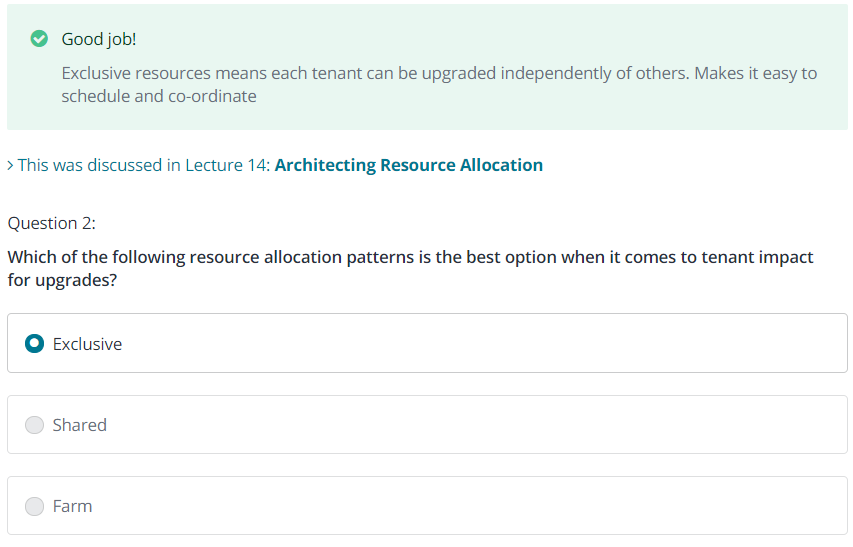 Good job!
Exclusive resources means each tenant can be upgraded independently of others. Makes it easy to
schedule and co-ordinate
> This was discussed in Lecture 14: Architecting Resource Allocation
Question 2:
Which of the following resource allocation patterns is the best option when it comes to tenant impact
for upgrades?
Exclusive
Shared
Farm